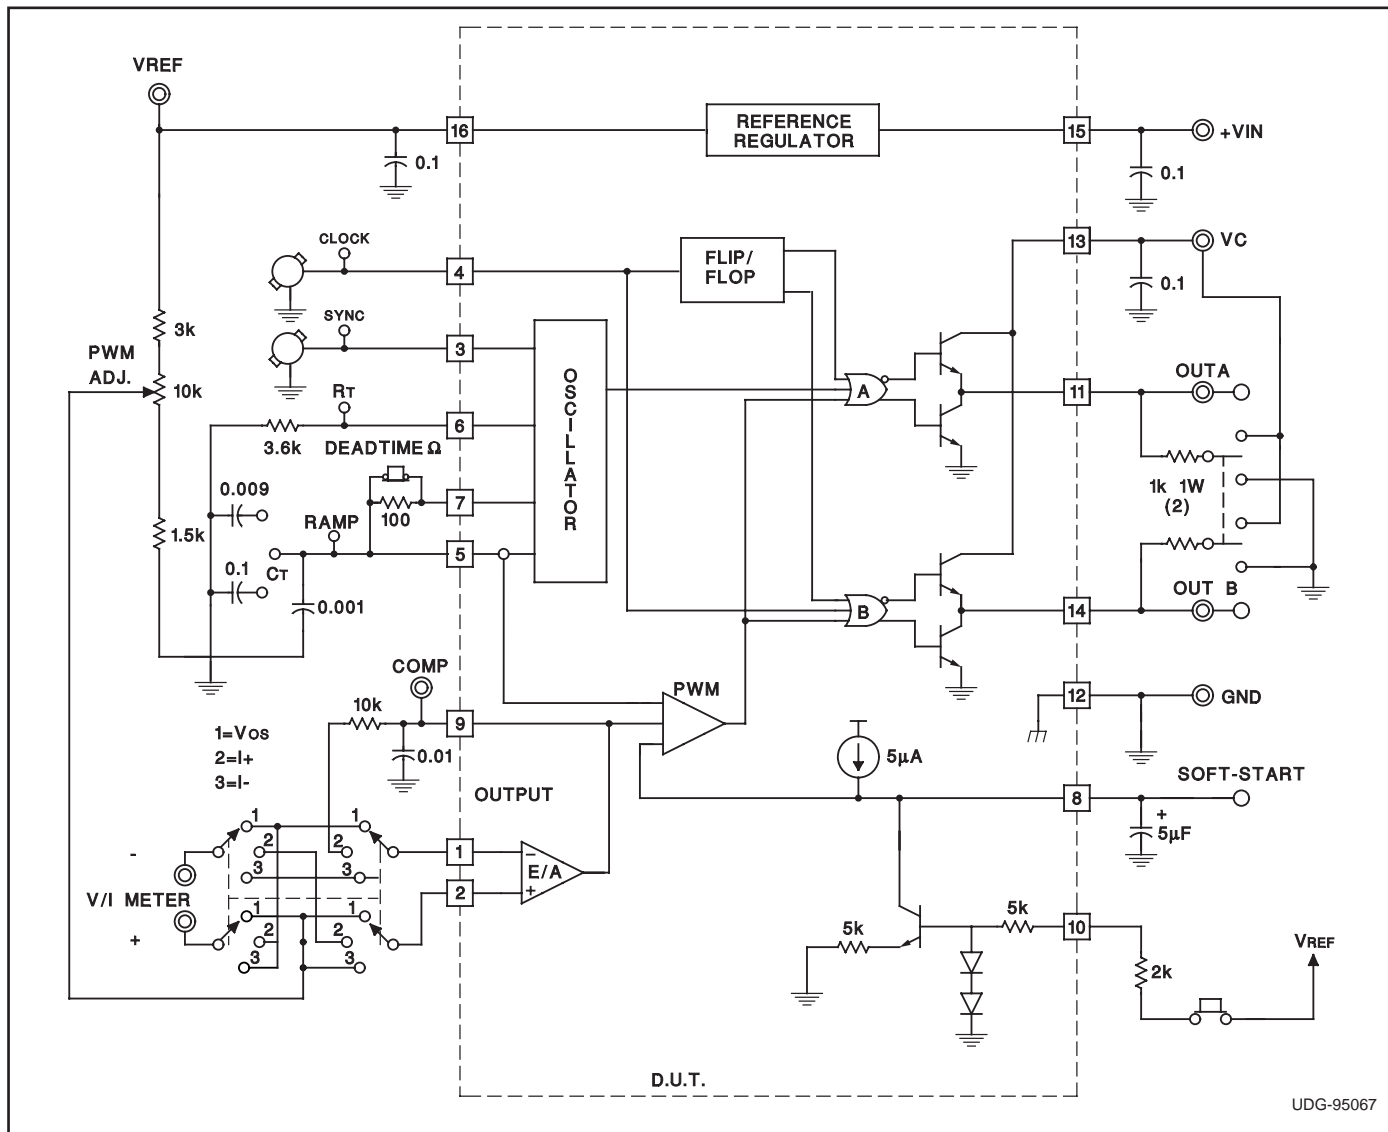 VREF
16
REFERENCE
REGULATOR
15
+VIN
0.1
0.1
CLOCK
4
FLIP/
FLOP
13
VC
0.1
3k
SYNC
3
PWM
ADJ.
10k
OSCILLATOR
A
11
OUTA
RT
6
3.6k
DEADTIME Ω
7
100
0.009
1k 1W
(2)
1.5k
RAMP
5
0.1
CT
0.001
B
14
OUT B
COMP
10k
9
PWM
12
GND
1=VOS
2=I+
3=I-
0.01
5µA
SOFT-START
OUTPUT
8
+
5µF
1
1
2
2
3
3
-
1
−
E/A
2
+
V/I METER
1
1
+
2
2
3
3
5k
5k
10
VREF
2k
D.U.T.
UDG-95067